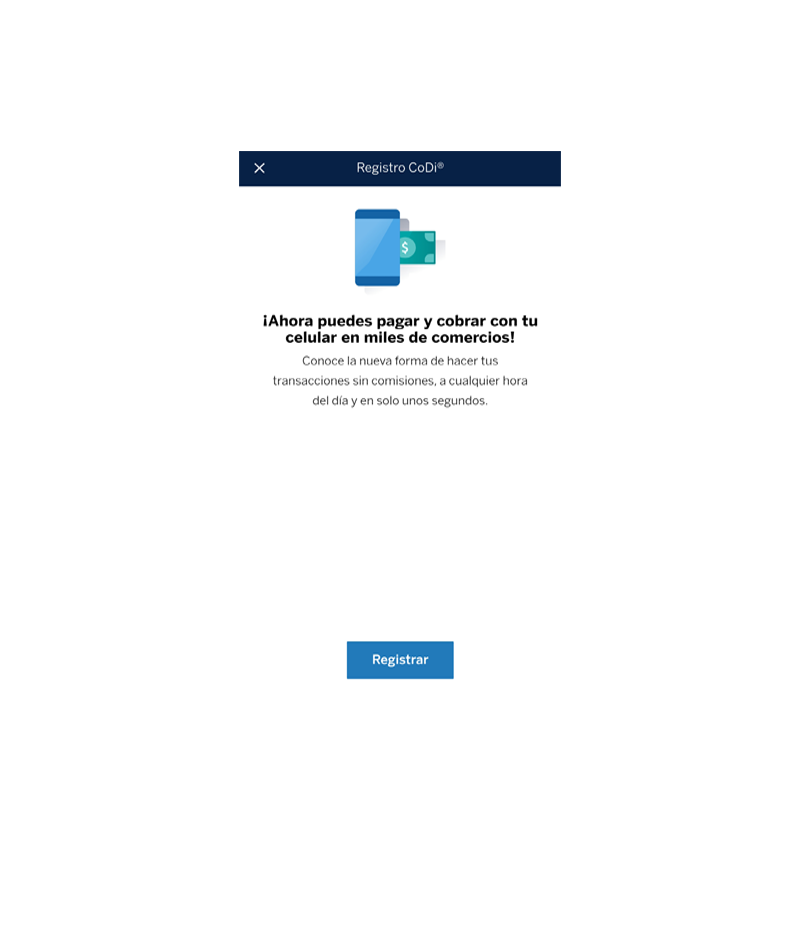 Registro CoDi®
$
¡Ahora puedes pagar y cobrar con tu
celular en miles de comercios!
Conoce la nueva forma de hacer tus
transacciones sin comisiones, a cualquier hora
del día y en solo unos segundos.
Registrar